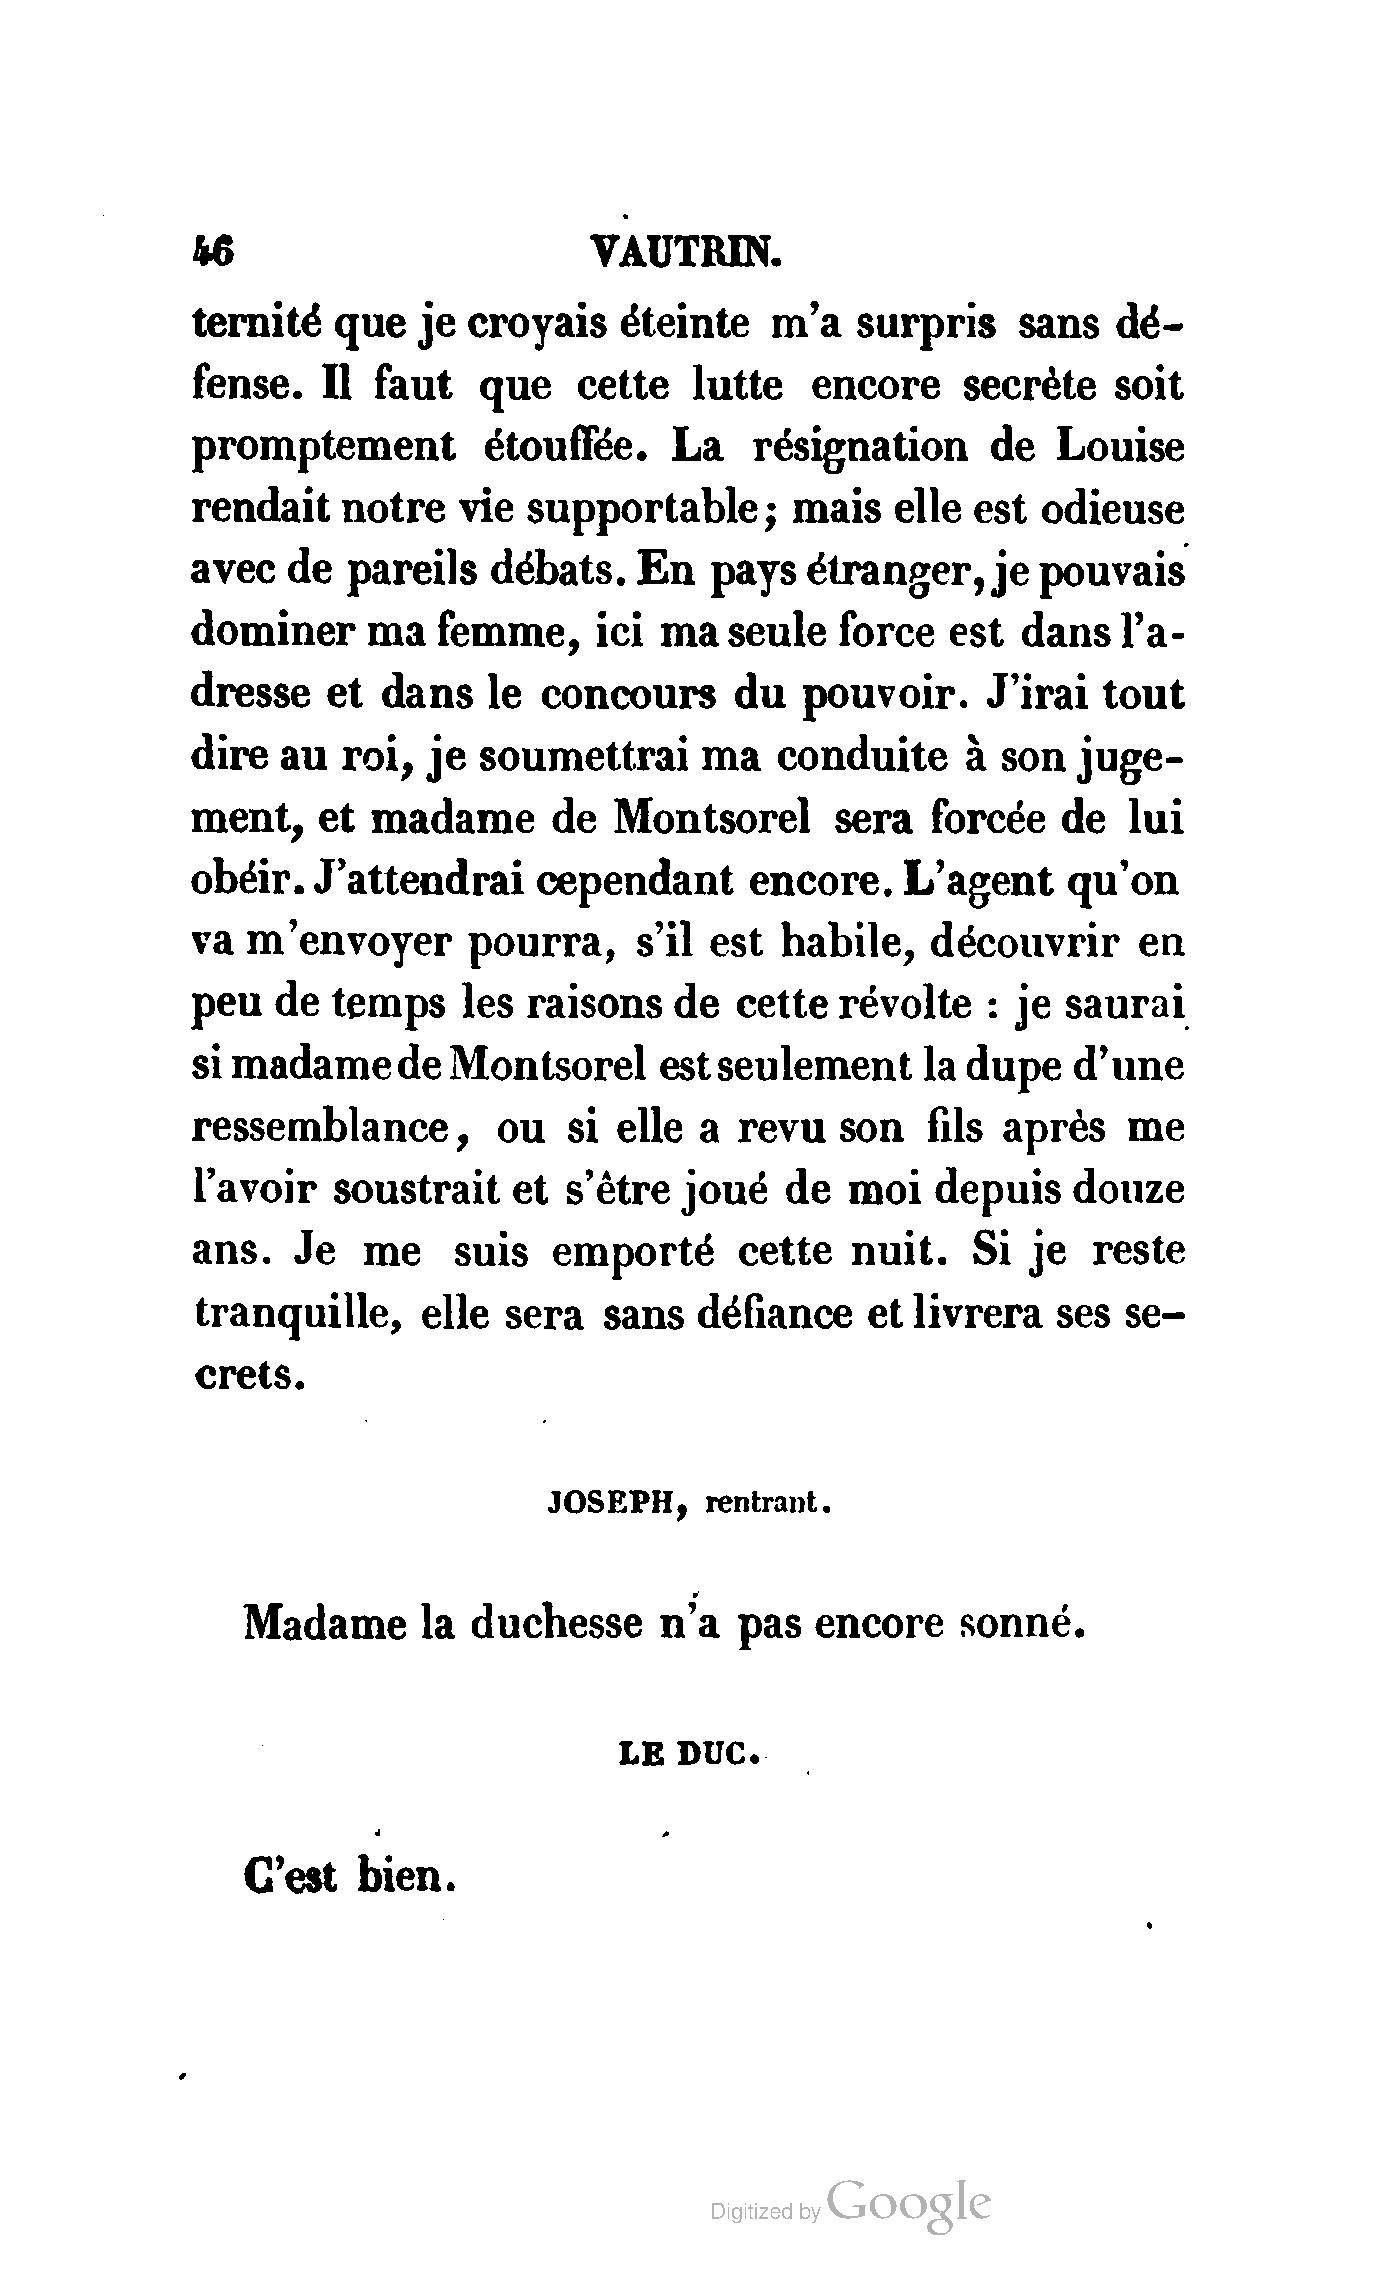 46 VAUTRIN.
ternité que je croyais éteinte m'a surpris sans dé-
fense. Il faut que cette lutte encore secrète soit
promptement étouffée. La résignation de Louise
rendait notre vie supportable; mais elle est odieuse
avec de pareils débats. En pays étranger, je pouvais
dominer ma femme, ici ma seule force est dans l'a-
dresse et dans le concours du pouvoir. J'irai tout
dire au roi, je soumettrai ma conduite à son juge-
ment, et madame de Montsorel sera forcée de lui
obéir. J'attendrai cependant encore. L'agent qu'on
va m'envoyer pourra, s'il est habile, découvrir en
peu de temps les raisons de cette révolte : je saurai
si madame de Montsorel est seulement la dupe d'une
ressemblance, ou si elle a revu son fils après me
l'avoir soustrait et s'être joué de moi depuis douze
ans. Je me suis emporté cette nuit. Si je reste
tranquille, elle sera sans défiance et livrera ses se-
crets.
JOSEPH, rentrant.
Madame la duchesse n'a pas encore sonné.
LE DUC.
C'est bien.
Digitized by Google